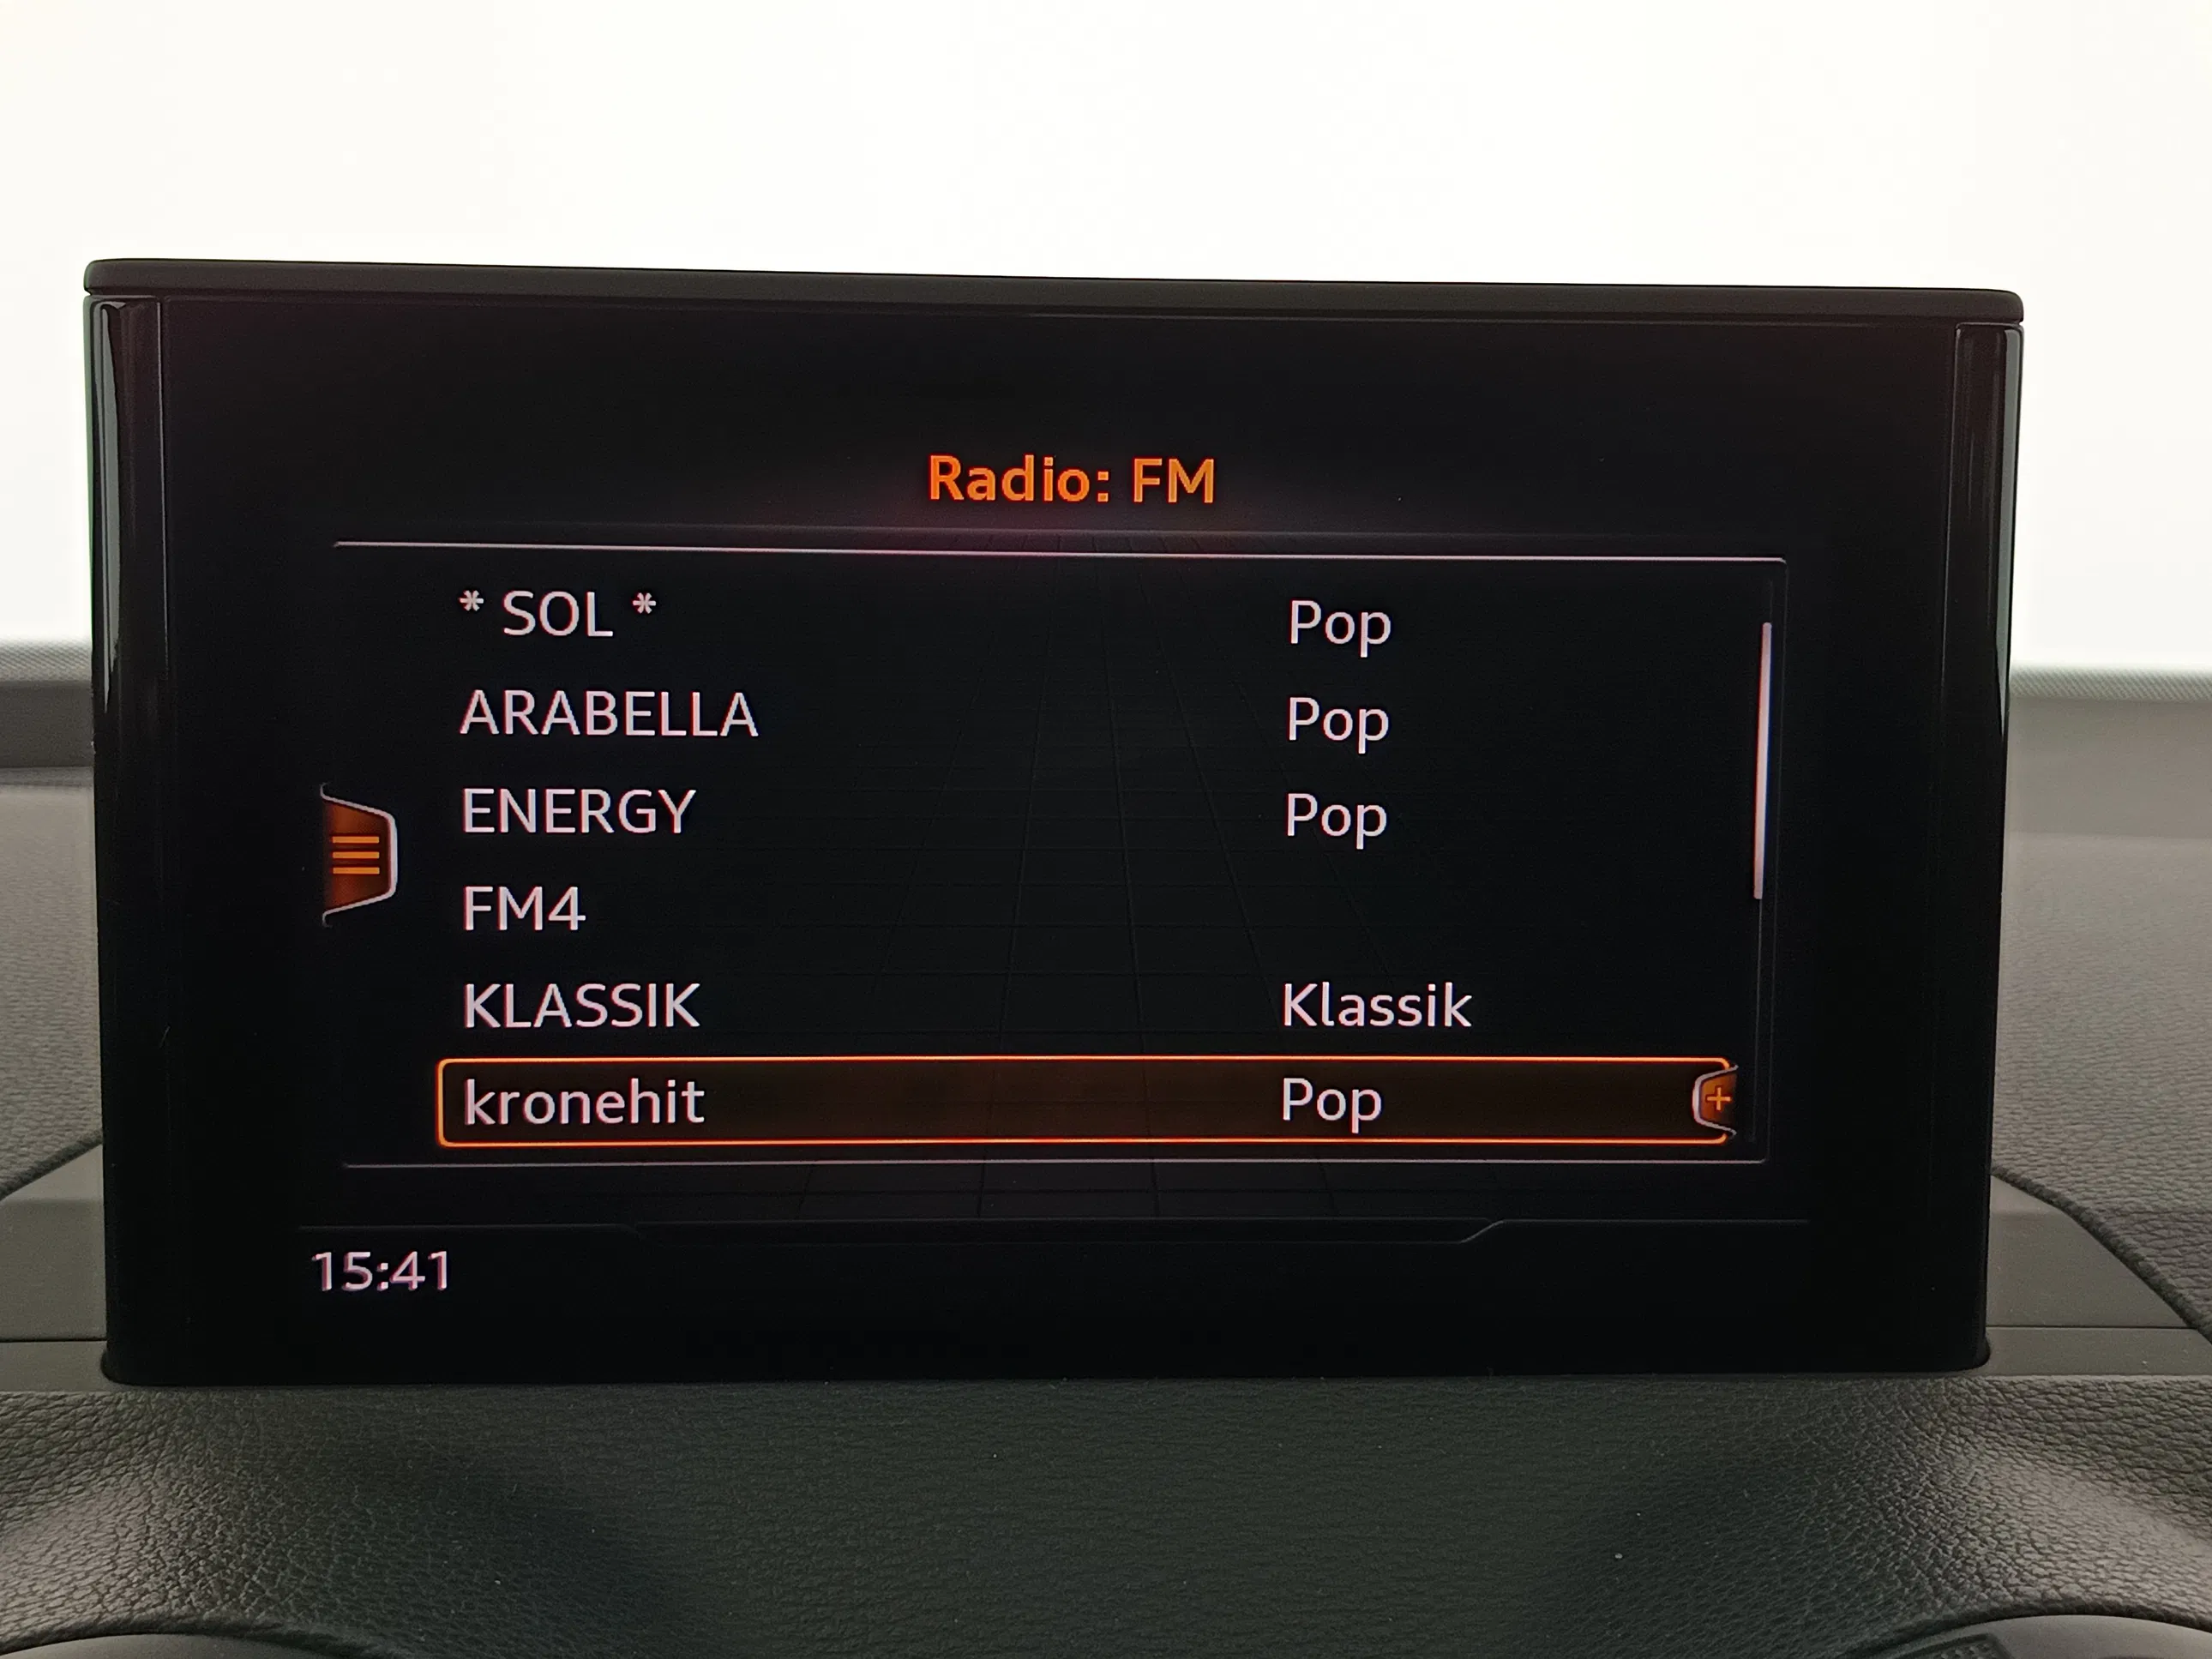 Radio: FM
* SOL * Pop
ARABELLA Pop
ENERGY Pop
FM4
KLASSIK Klassik
kronehit Pop
15:41